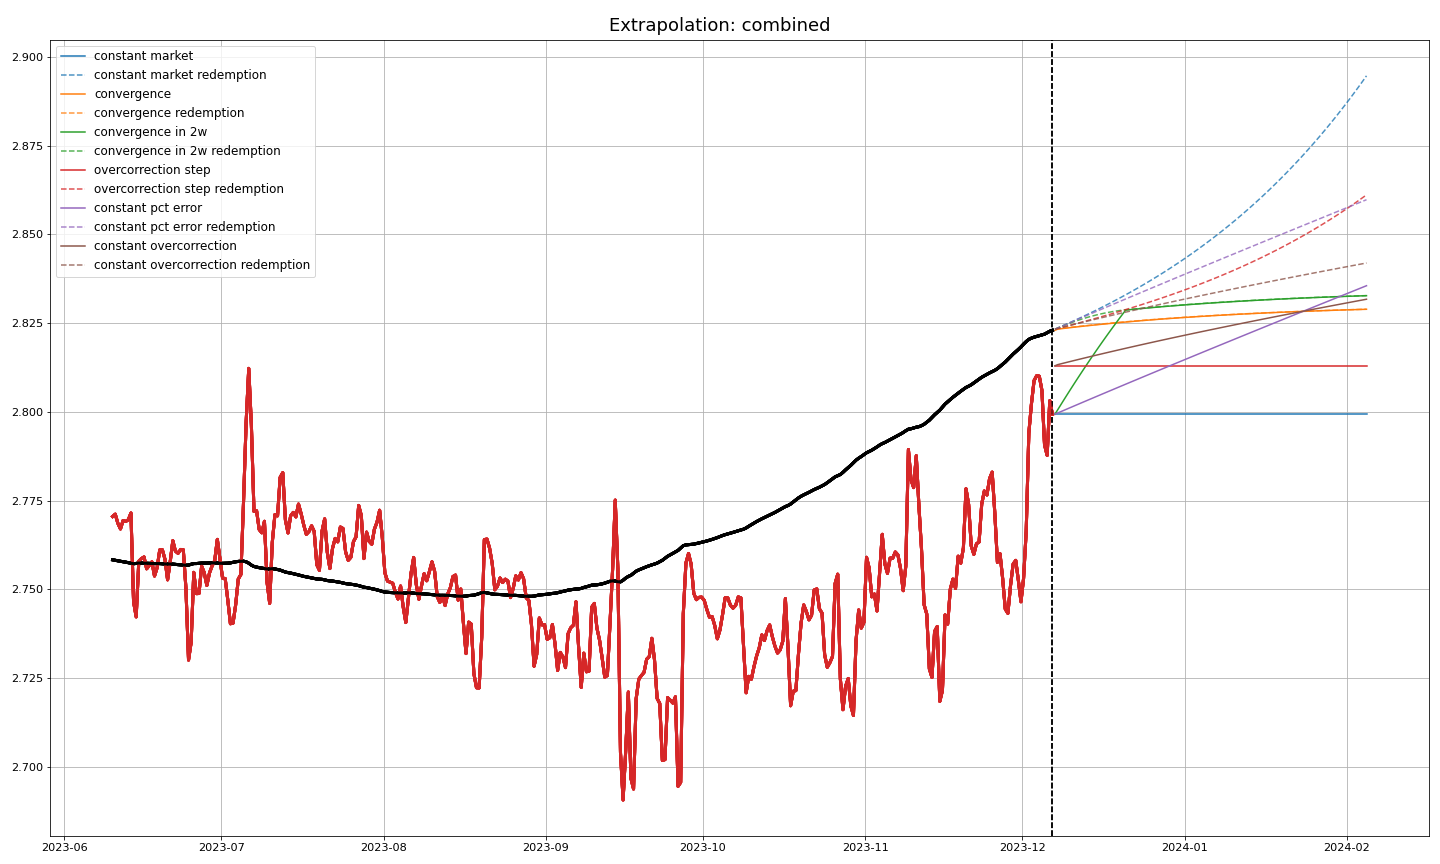 Extrapolation: combined
2.900
2.875
2.850
2.825
2.800
2.775
2.750
2.725
2.700
constant market
constant market redemption
convergence
convergence redemption
convergence in 2w
convergence in 2w redemption
overcorrection step
overcorrection step redemption
constant pct error
constant pct error redemption
constant overcorrection
constant overcorrection redemption
2023-06 2023-07 2023-08 2023-09 2023-10 2023-11 2023-12 2024-01 2024-02